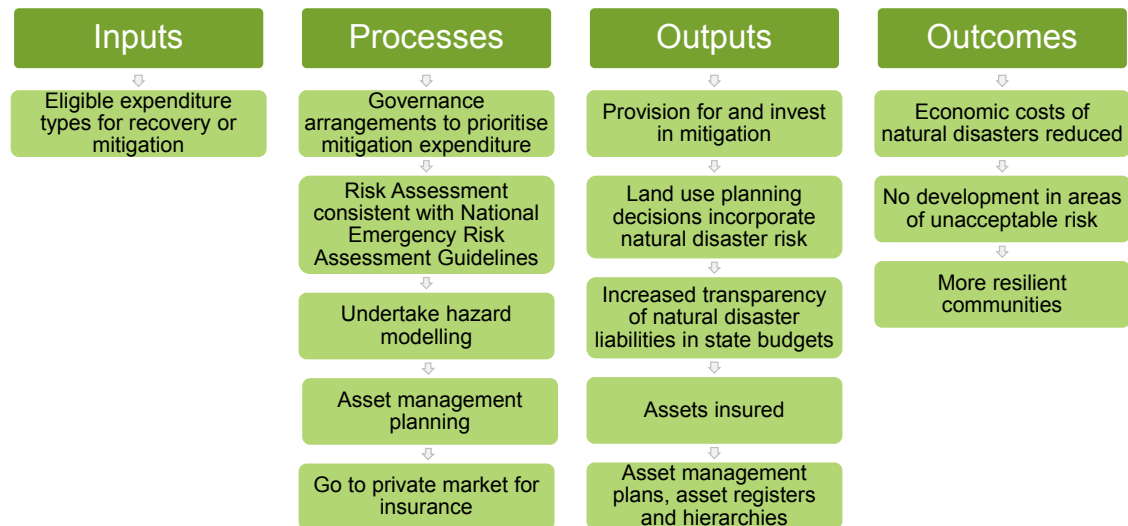 Inputs
Eligible expenditure
types for recovery or
mitigation
Processes
Governance
arrangements to prioritise
mitigation expenditure
Risk Assessment
consistent with National
Emergency Risk
Assessment Guidelines
Undertake hazard
modelling
Asset management
planning
Go to private market for
insurance
Outputs
Provision for and invest
in mitigation
Land use planning
decisions incorporate
natural disaster risk
Increased transparency
of natural disaster
liabilities in state budgets
Assets insured
Asset management
plans, asset registers
and hierarchies
Outcomes
Economic costs of
natural disasters reduced
No development in areas
of unacceptable risk
More resilient
communities